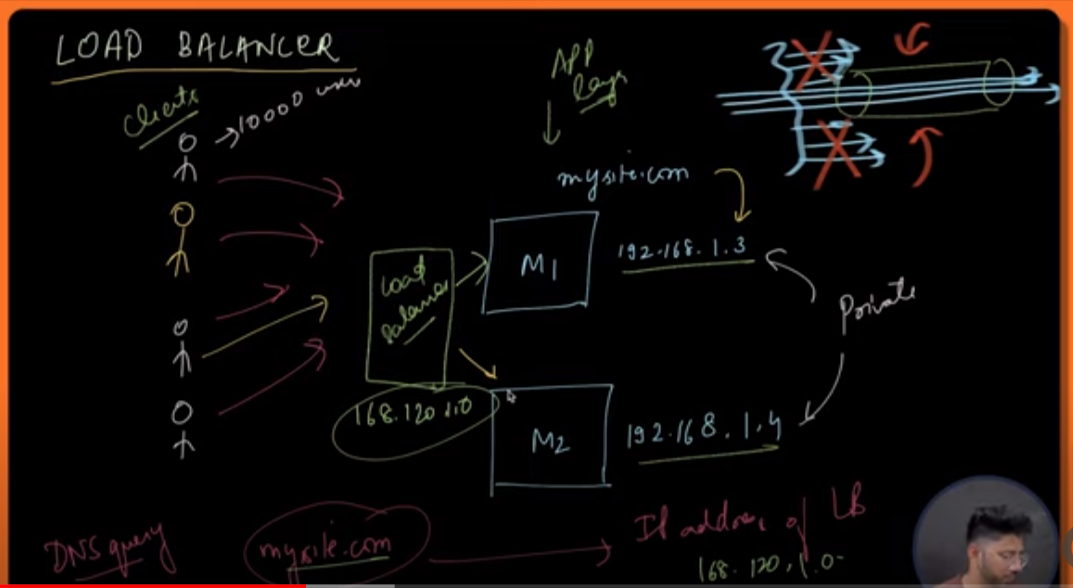 LOAD BALANCER
clients
10000 users
APP
layer
mysite.com
M1
192.168.1.3
Load
Balancer
Private
168.120.1.0
M2
192.168.1.4
DNS query
mysite.com
IP address of LB
168.120.1.0